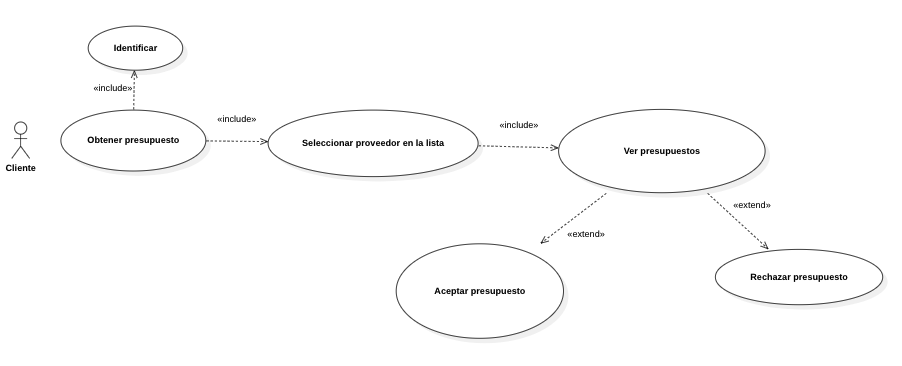 Identificar
«include»
«include»
«include»
Cliente
Obtener presupuesto
Seleccionar proveedor en la lista
Ver presupuestos
«extend»
«extend»
Aceptar presupuesto
Rechazar presupuesto